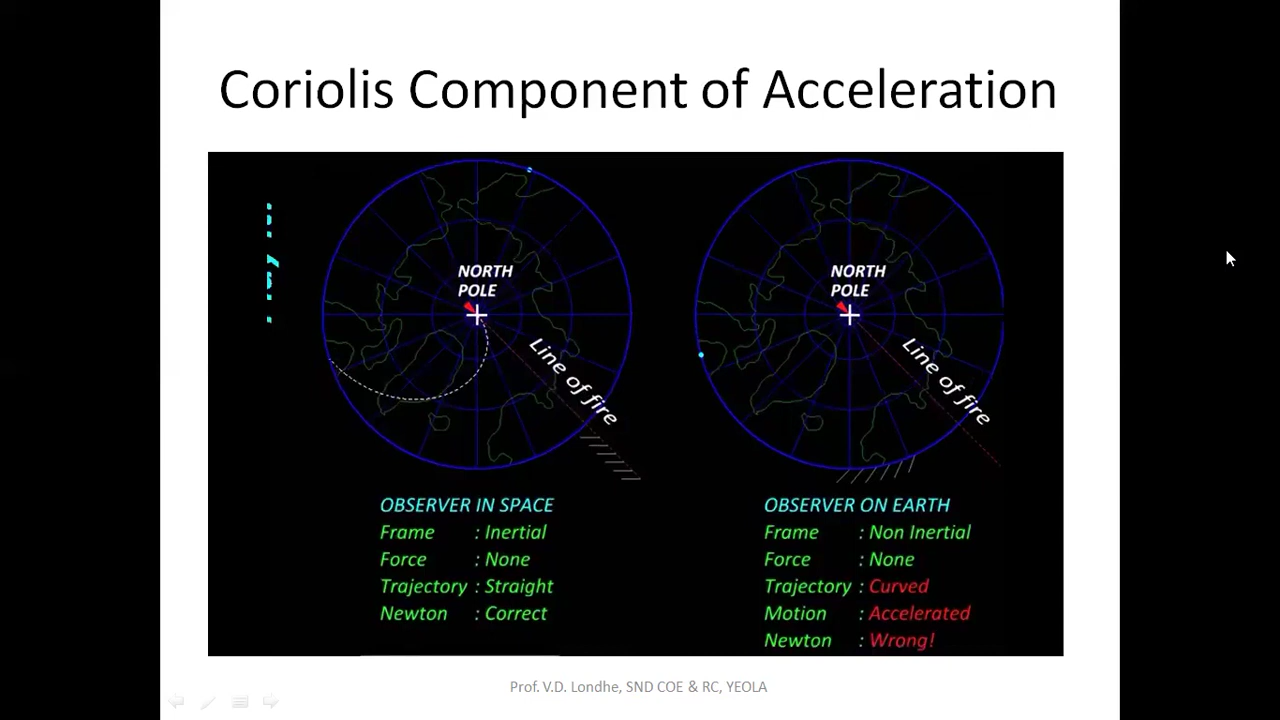 Coriolis Component of Acceleration
NORTH
POLE
Line of fire
NORTH
POLE
Line of fire
OBSERVER IN SPACE
Frame : Inertial
Force : None
Trajectory : Straight
Newton : Correct
OBSERVER ON EARTH
Frame : Non Inertial
Force : None
Trajectory : Curved
Motion : Accelerated
Newton : Wrong!
Prof. V.D. Londhe, SND COE & RC, YEOLA